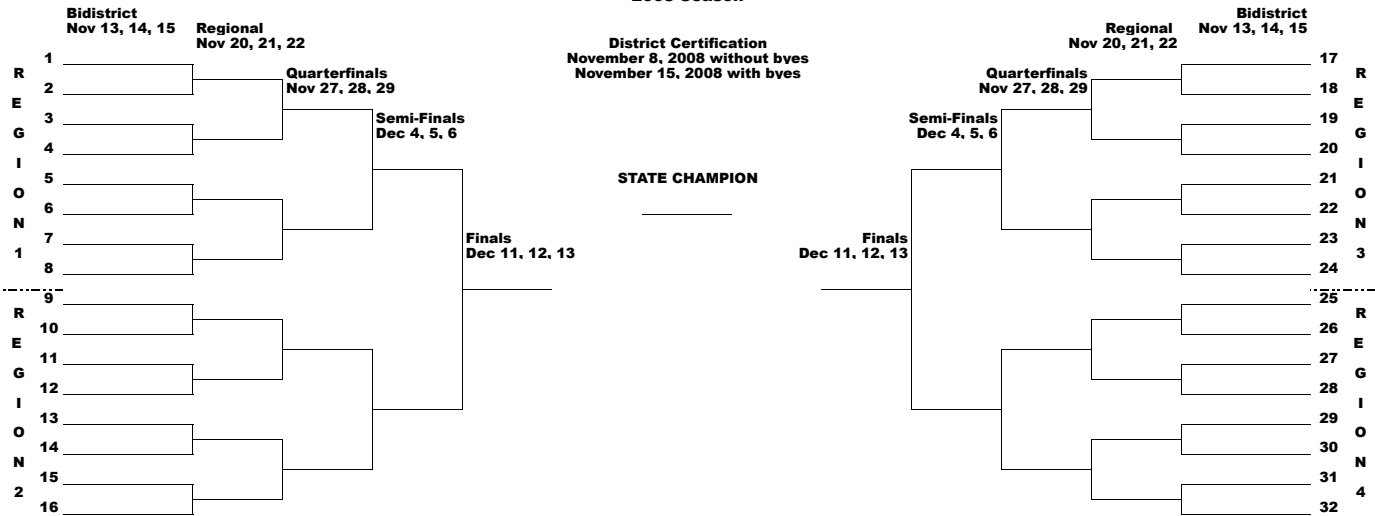 2008 Season
Bidistrict
Nov 13, 14, 15
Regional
Nov 20, 21, 22
Quarterfinals
Nov 27, 28, 29
Semi-Finals
Dec 4, 5, 6
Finals
Dec 11, 12, 13
REGION 1
1
2
3
4
5
6
7
8
REGION 2
9
10
11
12
13
14
15
16
District Certification
November 8, 2008 without byes
November 15, 2008 with byes
STATE CHAMPION
Bidistrict
Nov 13, 14, 15
Regional
Nov 20, 21, 22
Quarterfinals
Nov 27, 28, 29
Semi-Finals
Dec 4, 5, 6
Finals
Dec 11, 12, 13
17
18
19
20
21
22
23
24
REGION 3
25
26
27
28
29
30
31
32
REGION 4